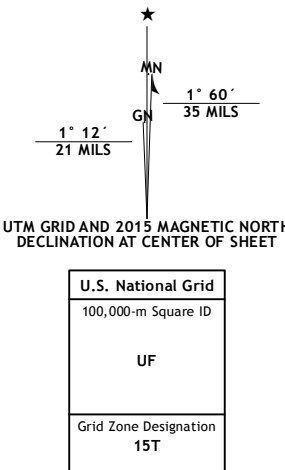 ★
MN
1° 60´
35 MILS
GN
1° 12´
21 MILS
UTM GRID AND 2015 MAGNETIC NORTH
DECLINATION AT CENTER OF SHEET
U.S. National Grid
100,000-m Square ID
UF
Grid Zone Designation
15T